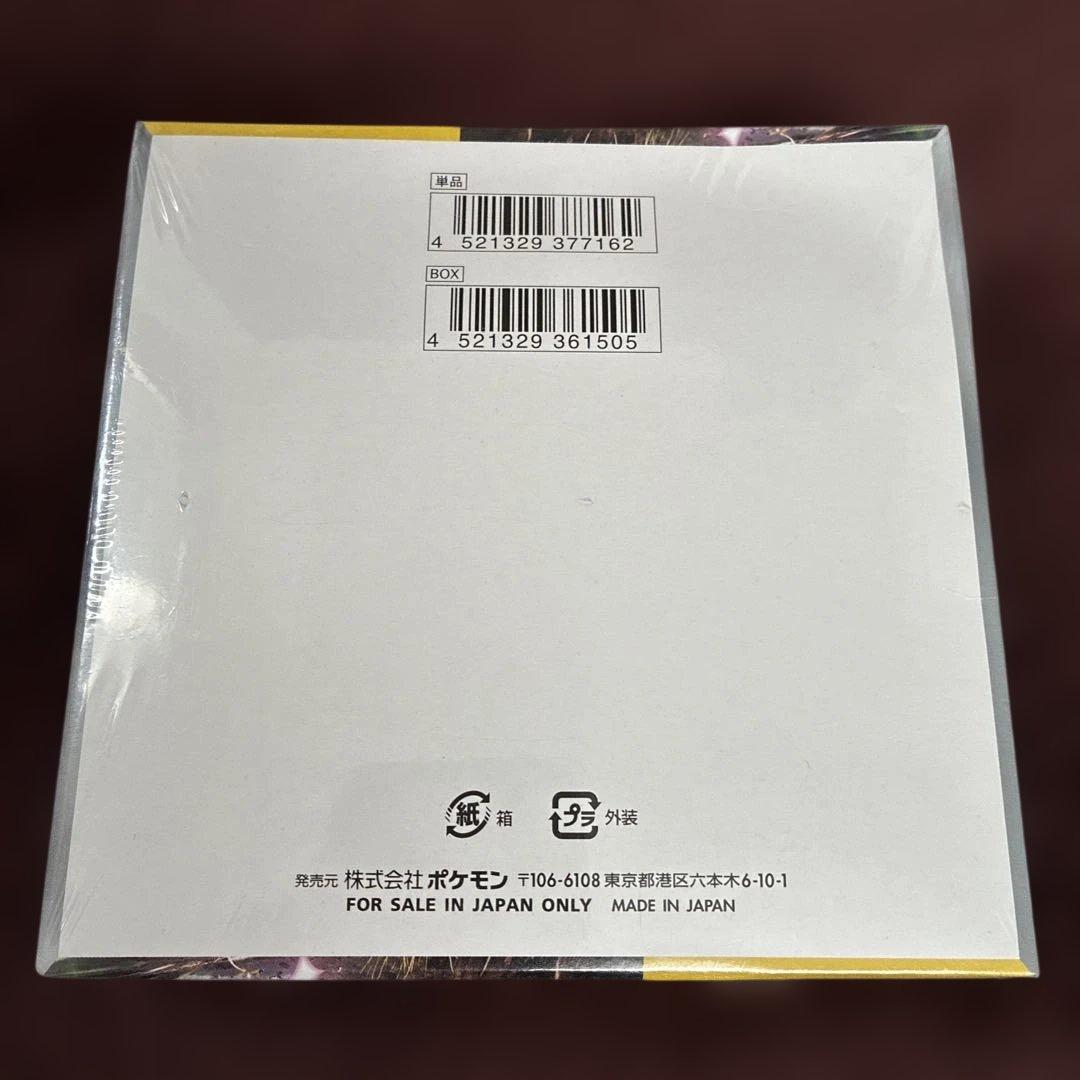 単品
4 521329 377162
BOX
4 521329 361505
紙 箱 プラ 外装
発売元 株式会社 ポケモン 〒106-6108 東京都港区六本木6-10-1
FOR SALE IN JAPAN ONLY MADE IN JAPAN